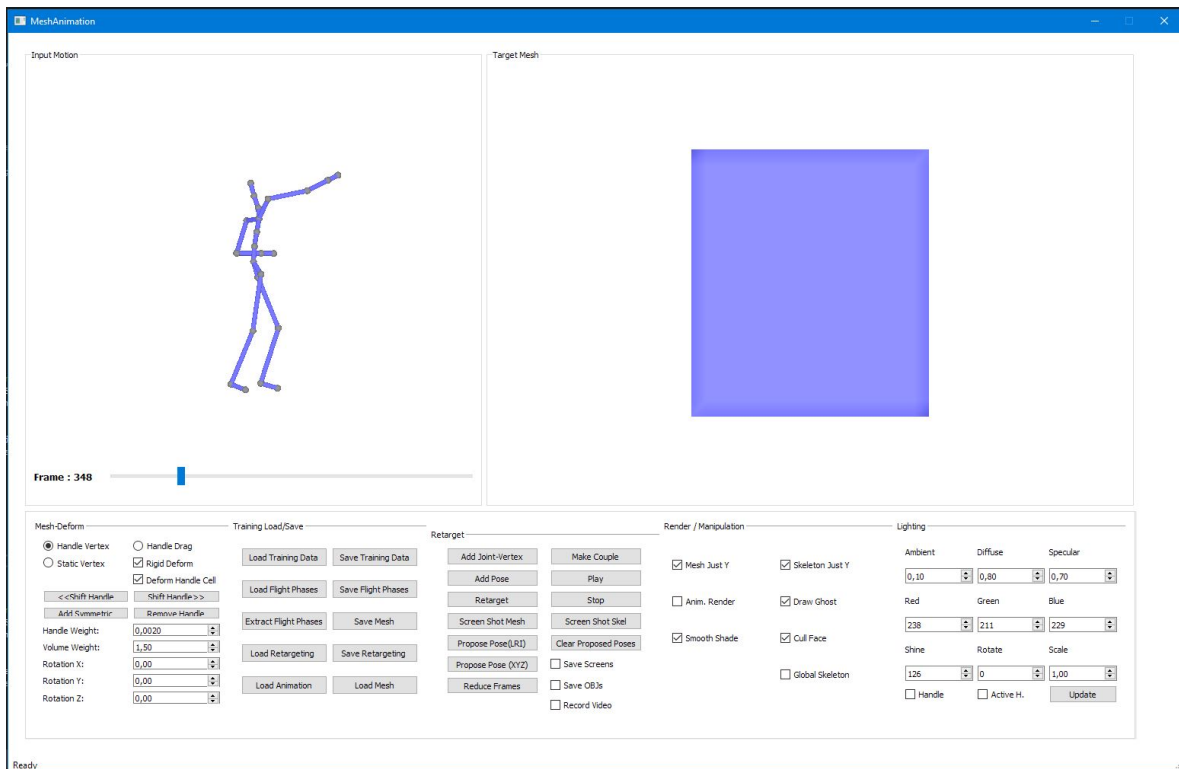 MeshAnimation
Input Motion
Target Mesh
Frame : 348
Mesh-Deform
Handle Vertex
Handle Drag
Static Vertex
Rigid Deform
Deform Handle Cell
<<Shift Handle
Shift Handle>>
Add Symmetric
Remove Handle
Handle Weight:
0,0020
Volume Weight:
1,50
Rotation X:
0,00
Rotation Y:
0,00
Rotation Z:
0,00
Training Load/Save
Load Training Data
Save Training Data
Load Flight Phases
Save Flight Phases
Extract Flight Phases
Save Mesh
Load Retargeting
Save Retargeting
Load Animation
Load Mesh
Retarget
Add Joint-Vertex
Make Couple
Add Pose
Play
Retarget
Stop
Screen Shot Mesh
Screen Shot Skel
Propose Pose(LRI)
Clear Proposed Poses
Propose Pose (XYZ)
Save Screens
Reduce Frames
Save OBJs
Record Video
Render / Manipulation
Mesh Just Y
Skeleton Just Y
Anim. Render
Draw Ghost
Smooth Shade
Cull Face
Global Skeleton
Lighting
Ambient
Diffuse
Specular
0,10
0,80
0,70
Red
Green
Blue
238
211
229
Shine
Rotate
Scale
126
0
1,00
Handle
Active H.
Update
Ready